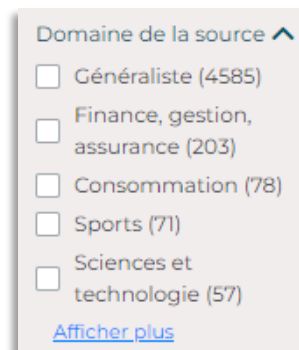 Domaine de la source
Généraliste (4585)
Finance, gestion,
assurance (203)
Consommation (78)
Sports (71)
Sciences et
technologie (57)
Afficher plus